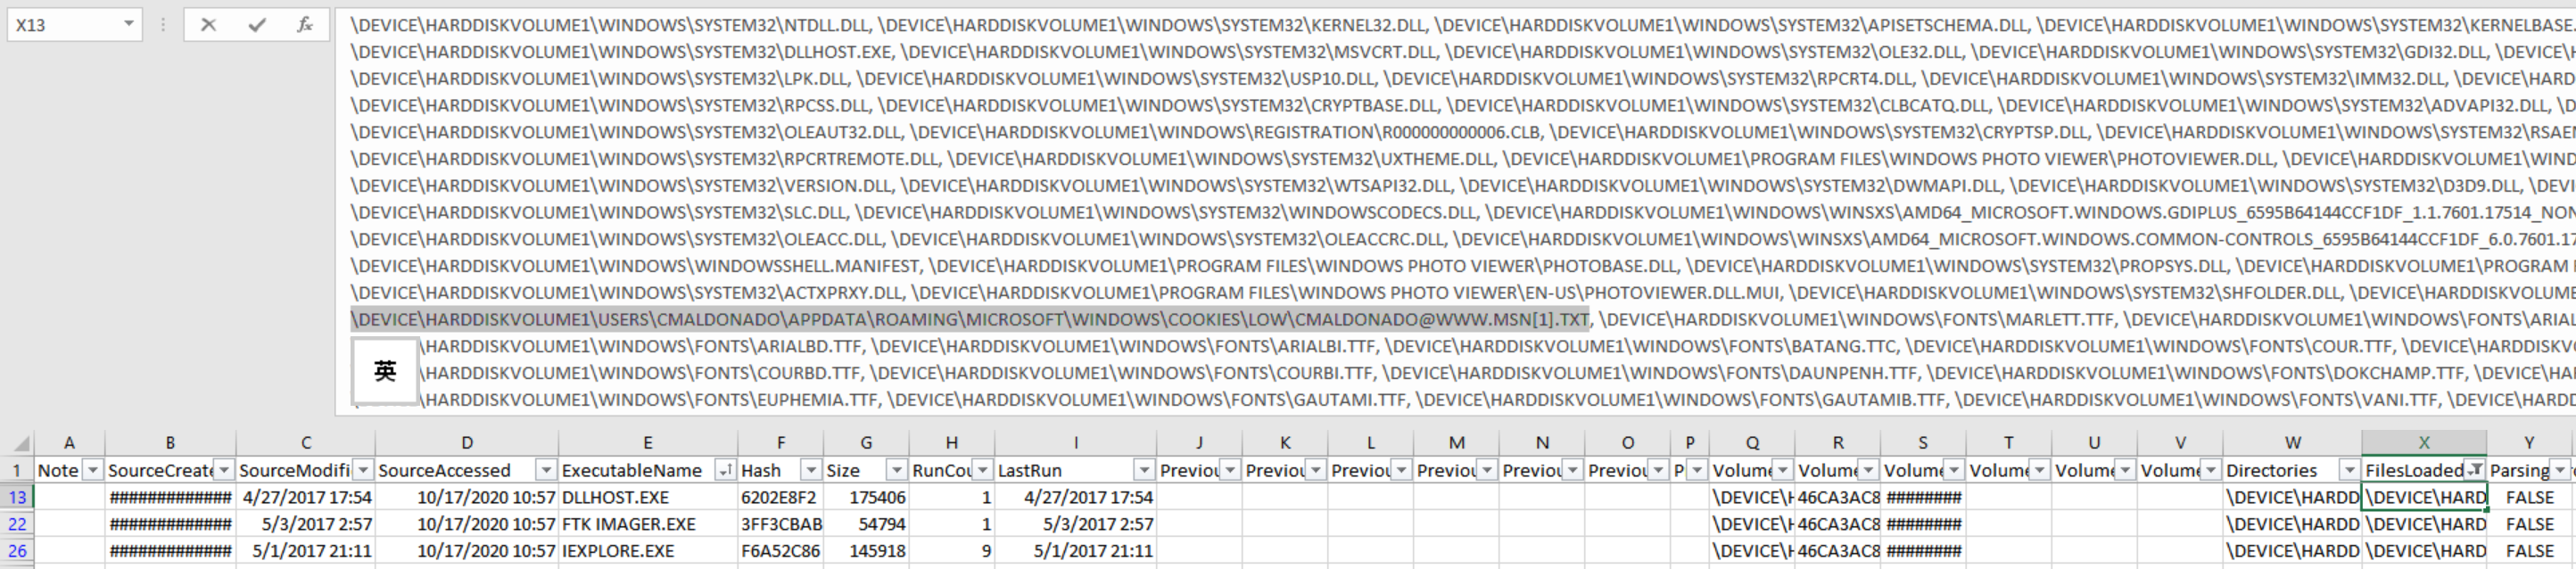 X13
fx
\DEVICE\HARDDISKVOLUME1\WINDOWS\SYSTEM32\NTDLL.DLL, \DEVICE\HARDDISKVOLUME1\WINDOWS\SYSTEM32\KERNEL32.DLL, \DEVICE\HARDDISKVOLUME1\WINDOWS\SYSTEM32\APISETSCHEMA.DLL, \DEVICE\HARDDISKVOLUME1\WINDOWS\SYSTEM32\KERNELBASE.
\DEVICE\HARDDISKVOLUME1\WINDOWS\SYSTEM32\DLLHOST.EXE, \DEVICE\HARDDISKVOLUME1\WINDOWS\SYSTEM32\MSVCRT.DLL, \DEVICE\HARDDISKVOLUME1\WINDOWS\SYSTEM32\OLE32.DLL, \DEVICE\HARDDISKVOLUME1\WINDOWS\SYSTEM32\GDI32.DLL, \DEVICE\H
\DEVICE\HARDDISKVOLUME1\WINDOWS\SYSTEM32\LPK.DLL, \DEVICE\HARDDISKVOLUME1\WINDOWS\SYSTEM32\USP10.DLL, \DEVICE\HARDDISKVOLUME1\WINDOWS\SYSTEM32\RPCRT4.DLL, \DEVICE\HARDDISKVOLUME1\WINDOWS\SYSTEM32\IMM32.DLL, \DEVICE\HARD
\DEVICE\HARDDISKVOLUME1\WINDOWS\SYSTEM32\RPCSS.DLL, \DEVICE\HARDDISKVOLUME1\WINDOWS\SYSTEM32\CRYPTBASE.DLL, \DEVICE\HARDDISKVOLUME1\WINDOWS\SYSTEM32\CLBCATQ.DLL, \DEVICE\HARDDISKVOLUME1\WINDOWS\SYSTEM32\ADVAPI32.DLL, \D
\DEVICE\HARDDISKVOLUME1\WINDOWS\SYSTEM32\OLEAUT32.DLL, \DEVICE\HARDDISKVOLUME1\WINDOWS\REGISTRATION\R000000000006.CLB, \DEVICE\HARDDISKVOLUME1\WINDOWS\SYSTEM32\CRYPTSP.DLL, \DEVICE\HARDDISKVOLUME1\WINDOWS\SYSTEM32\RSAE
\DEVICE\HARDDISKVOLUME1\WINDOWS\SYSTEM32\RPCRTREMOTE.DLL, \DEVICE\HARDDISKVOLUME1\WINDOWS\SYSTEM32\UXTHEME.DLL, \DEVICE\HARDDISKVOLUME1\PROGRAM FILES\WINDOWS PHOTO VIEWER\PHOTOVIEWER.DLL, \DEVICE\HARDDISKVOLUME1\WIND
\DEVICE\HARDDISKVOLUME1\WINDOWS\SYSTEM32\VERSION.DLL, \DEVICE\HARDDISKVOLUME1\WINDOWS\SYSTEM32\WTSAPI32.DLL, \DEVICE\HARDDISKVOLUME1\WINDOWS\SYSTEM32\DWMAPI.DLL, \DEVICE\HARDDISKVOLUME1\WINDOWS\SYSTEM32\D3D9.DLL, \DEVI
\DEVICE\HARDDISKVOLUME1\WINDOWS\SYSTEM32\SLC.DLL, \DEVICE\HARDDISKVOLUME1\WINDOWS\SYSTEM32\WINDOWSCODECS.DLL, \DEVICE\HARDDISKVOLUME1\WINDOWS\WINSXS\AMD64_MICROSOFT.WINDOWS.GDIPLUS_6595B64144CCF1DF_1.1.7601.17514_NON
\DEVICE\HARDDISKVOLUME1\WINDOWS\SYSTEM32\OLEACC.DLL, \DEVICE\HARDDISKVOLUME1\WINDOWS\SYSTEM32\OLEACCRC.DLL, \DEVICE\HARDDISKVOLUME1\WINDOWS\WINSXS\AMD64_MICROSOFT.WINDOWS.COMMON-CONTROLS_6595B64144CCF1DF_6.0.7601.17
\DEVICE\HARDDISKVOLUME1\WINDOWS\WINDOWSSHELL.MANIFEST, \DEVICE\HARDDISKVOLUME1\PROGRAM FILES\WINDOWS PHOTO VIEWER\PHOTOBASE.DLL, \DEVICE\HARDDISKVOLUME1\WINDOWS\SYSTEM32\PROPSYS.DLL, \DEVICE\HARDDISKVOLUME1\PROGRAM
\DEVICE\HARDDISKVOLUME1\WINDOWS\SYSTEM32\ACTXPRXY.DLL, \DEVICE\HARDDISKVOLUME1\PROGRAM FILES\WINDOWS PHOTO VIEWER\EN-US\PHOTOVIEWER.DLL.MUI, \DEVICE\HARDDISKVOLUME1\WINDOWS\SYSTEM32\SHFOLDER.DLL, \DEVICE\HARDDISKVOLUME
\DEVICE\HARDDISKVOLUME1\USERS\CMALDONADO\APPDATA\ROAMING\MICROSOFT\WINDOWS\COOKIES\LOW\CMALDONADO@WWW.MSN[1].TXT, \DEVICE\HARDDISKVOLUME1\WINDOWS\FONTS\MARLETT.TTF, \DEVICE\HARDDISKVOLUME1\WINDOWS\FONTS\ARIAL
\HARDDISKVOLUME1\WINDOWS\FONTS\ARIALBD.TTF, \DEVICE\HARDDISKVOLUME1\WINDOWS\FONTS\ARIALBI.TTF, \DEVICE\HARDDISKVOLUME1\WINDOWS\FONTS\BATANG.TTC, \DEVICE\HARDDISKVOLUME1\WINDOWS\FONTS\COUR.TTF, \DEVICE\HARDDISKVO
英
\HARDDISKVOLUME1\WINDOWS\FONTS\COURBD.TTF, \DEVICE\HARDDISKVOLUME1\WINDOWS\FONTS\COURBI.TTF, \DEVICE\HARDDISKVOLUME1\WINDOWS\FONTS\DAUNPENH.TTF, \DEVICE\HARDDISKVOLUME1\WINDOWS\FONTS\DOKCHAMP.TTF, \DEVICE\HA
\HARDDISKVOLUME1\WINDOWS\FONTS\EUPHEMIA.TTF, \DEVICE\HARDDISKVOLUME1\WINDOWS\FONTS\GAUTAMI.TTF, \DEVICE\HARDDISKVOLUME1\WINDOWS\FONTS\GAUTAMIB.TTF, \DEVICE\HARDDISKVOLUME1\WINDOWS\FONTS\VANI.TTF, \DEVICE\HARDD
A B C D E F G H I J K L M N O P Q R S T U V W X Y
1 Note SourceCreate SourceModifi SourceAccessed ExecutableName Hash Size RunCou LastRun Previou Previou Previou Previou Previou Previou P Volume Volume Volume Volume Volume Volume Directories FilesLoaded Parsing
13 ############# 4/27/2017 17:54 10/17/2020 10:57 DLLHOST.EXE 6202E8F2 175406 1 4/27/2017 17:54 \DEVICE\H 46CA3AC8 ######## \DEVICE\HARDD \DEVICE\HARD FALSE
22 ############# 5/3/2017 2:57 10/17/2020 10:57 FTK IMAGER.EXE 3FF3CBAB 54794 1 5/3/2017 2:57 \DEVICE\H 46CA3AC8 ######## \DEVICE\HARDD \DEVICE\HARD FALSE
26 ############# 5/1/2017 21:11 10/17/2020 10:57 IEXPLORE.EXE F6A52C86 145918 9 5/1/2017 21:11 \DEVICE\H 46CA3AC8 ######## \DEVICE\HARDD \DEVICE\HARD FALSE